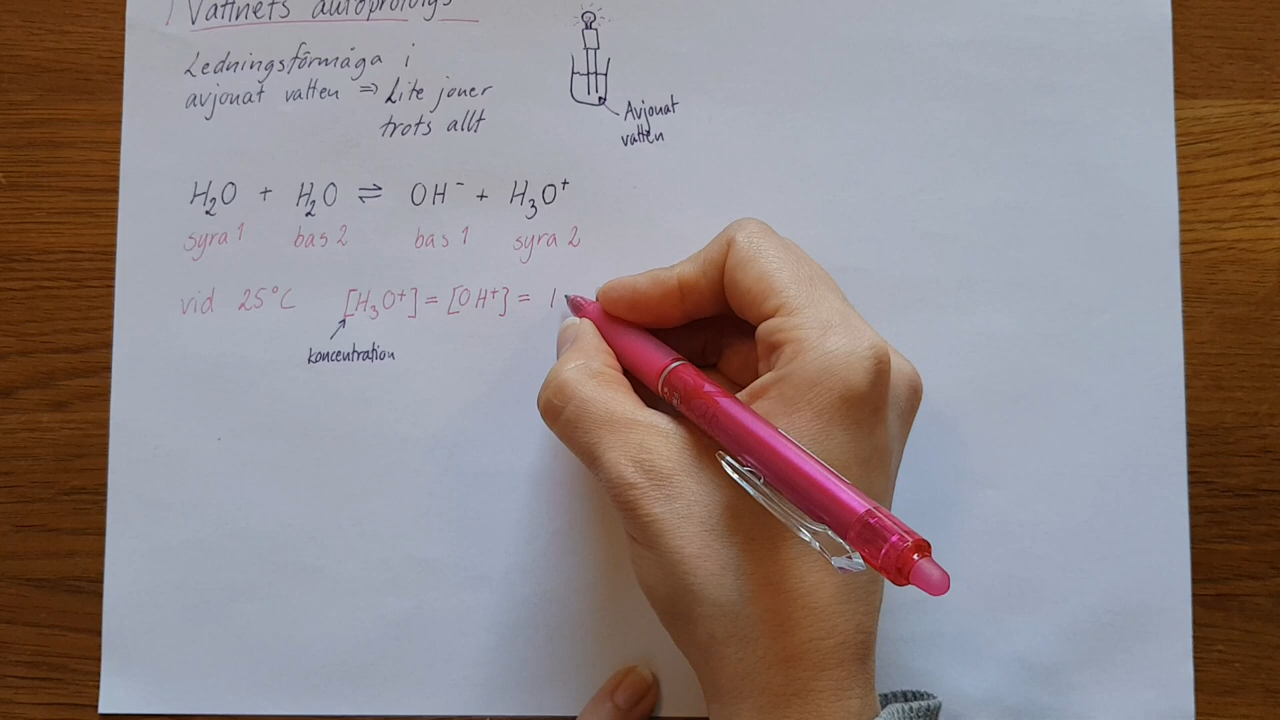 Vattnets autoprotolys
Ledningsförmåga i
avjonat vatten ⇒ Lite joner
trots allt
Avjonat
vatten
H₂O + H₂O ⇌ OH⁻ + H₃O⁺
syra 1 bas 2 bas 1 syra 2
vid 25°C [H₃O⁺] = [OH⁺] = 1
koncentration